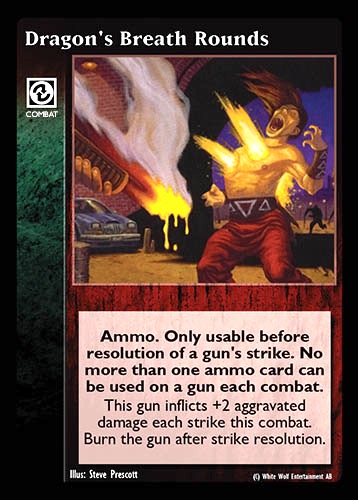 Dragon's Breath Rounds
COMBAT
Ammo. Only usable before
resolution of a gun's strike. No
more than one ammo card can
be used on a gun each combat.
This gun inflicts +2 aggravated
damage each strike this combat.
Burn the gun after strike resolution.
Illus: Steve Prescott
(C) White Wolf Entertainment AB